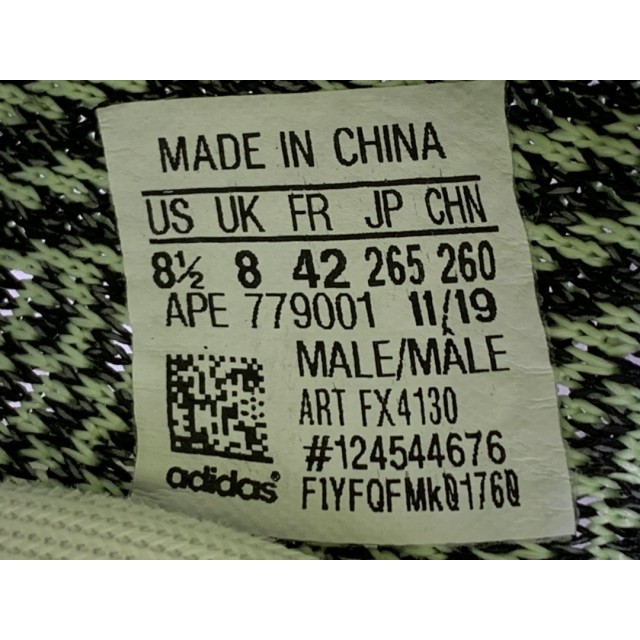 MADE IN CHINA
US UK FR JP CHN
8½ 8 42 265 260
APE 779001 11/19
MALE/MÂLE
ART FX4130
#124544676
adidas® F1YFQFMk01760